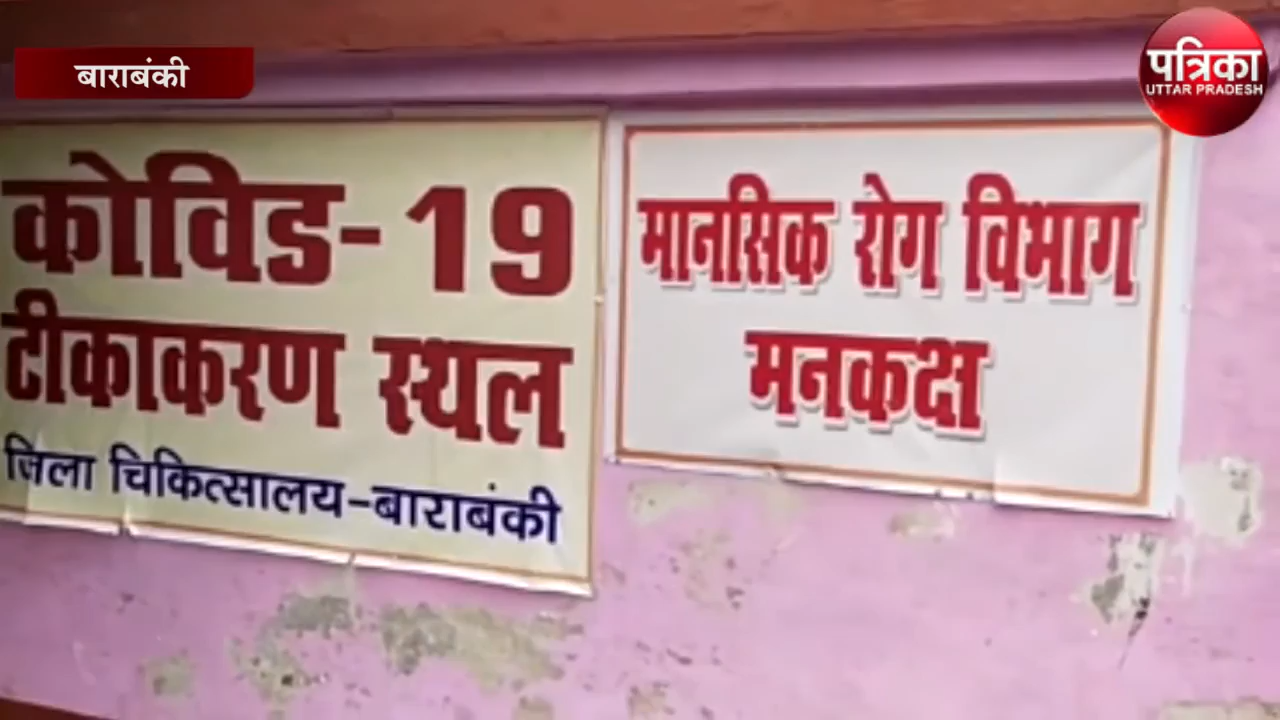 बाराबंकी
पत्रिका
UTTAR PRADESH
कोविड-19
टीकाकरण स्थल
जिला चिकित्सालय-बाराबंकी
मानसिक रोग विभाग
मनकक्ष